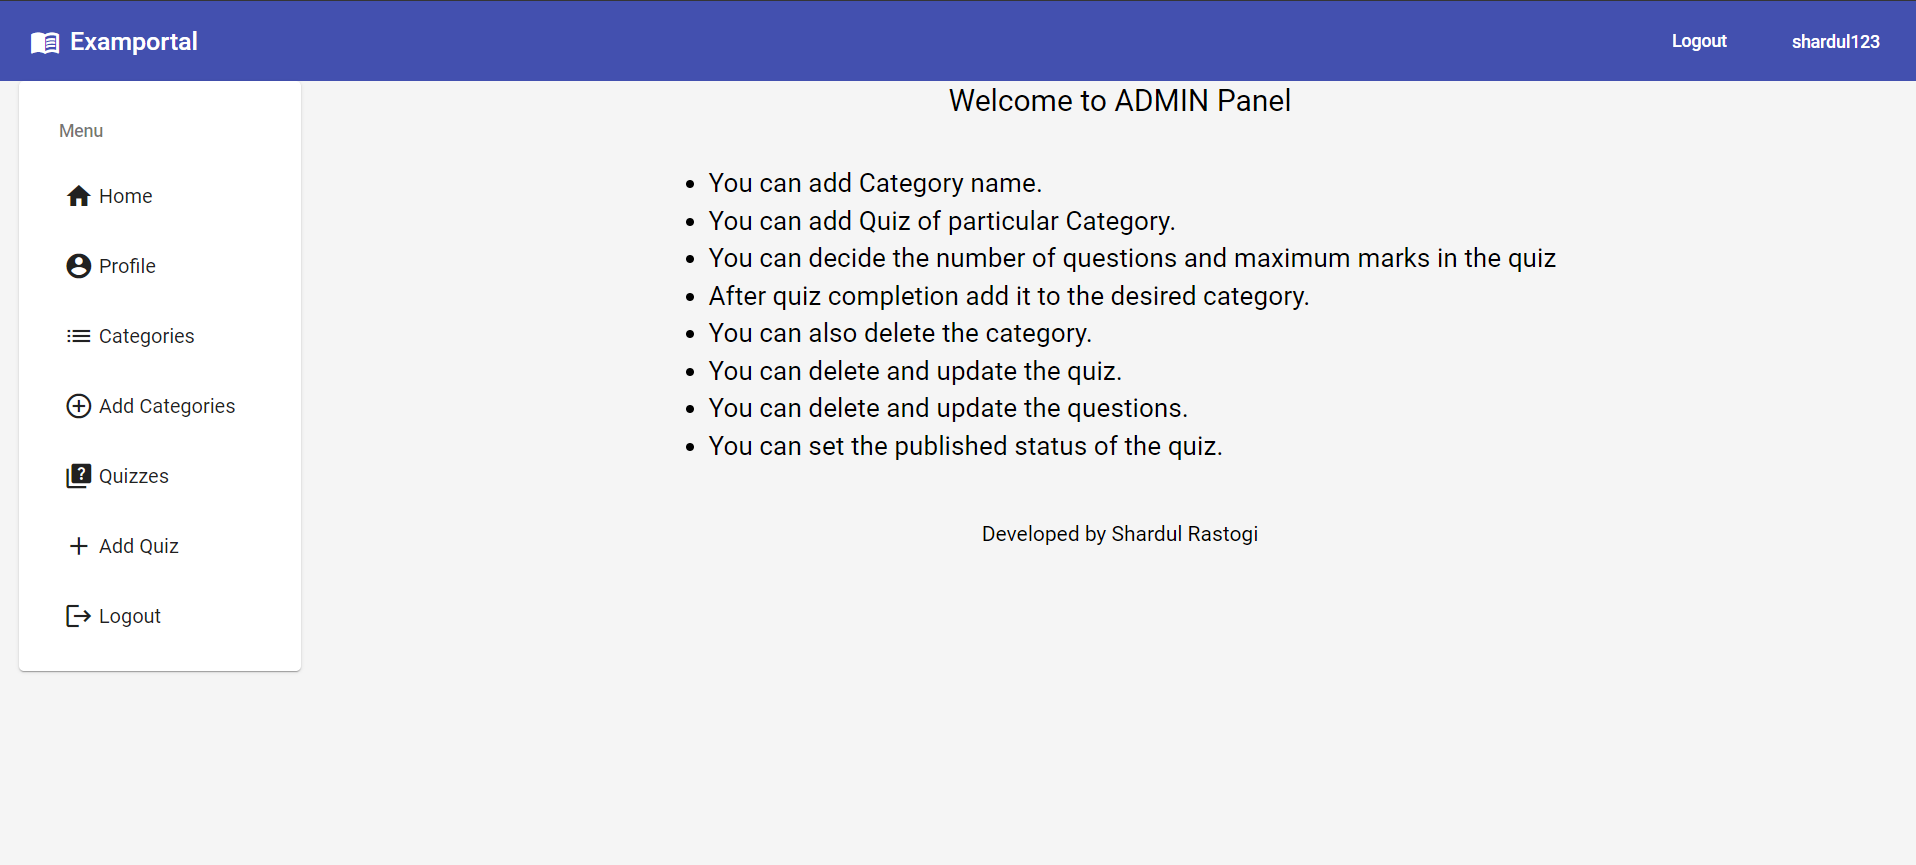 Examportal
Logout
shardul123
Menu
Home
Profile
Categories
Add Categories
Quizzes
Add Quiz
Logout
Welcome to ADMIN Panel
• You can add Category name.
• You can add Quiz of particular Category.
• You can decide the number of questions and maximum marks in the quiz
• After quiz completion add it to the desired category.
• You can also delete the category.
• You can delete and update the quiz.
• You can delete and update the questions.
• You can set the published status of the quiz.
Developed by Shardul Rastogi